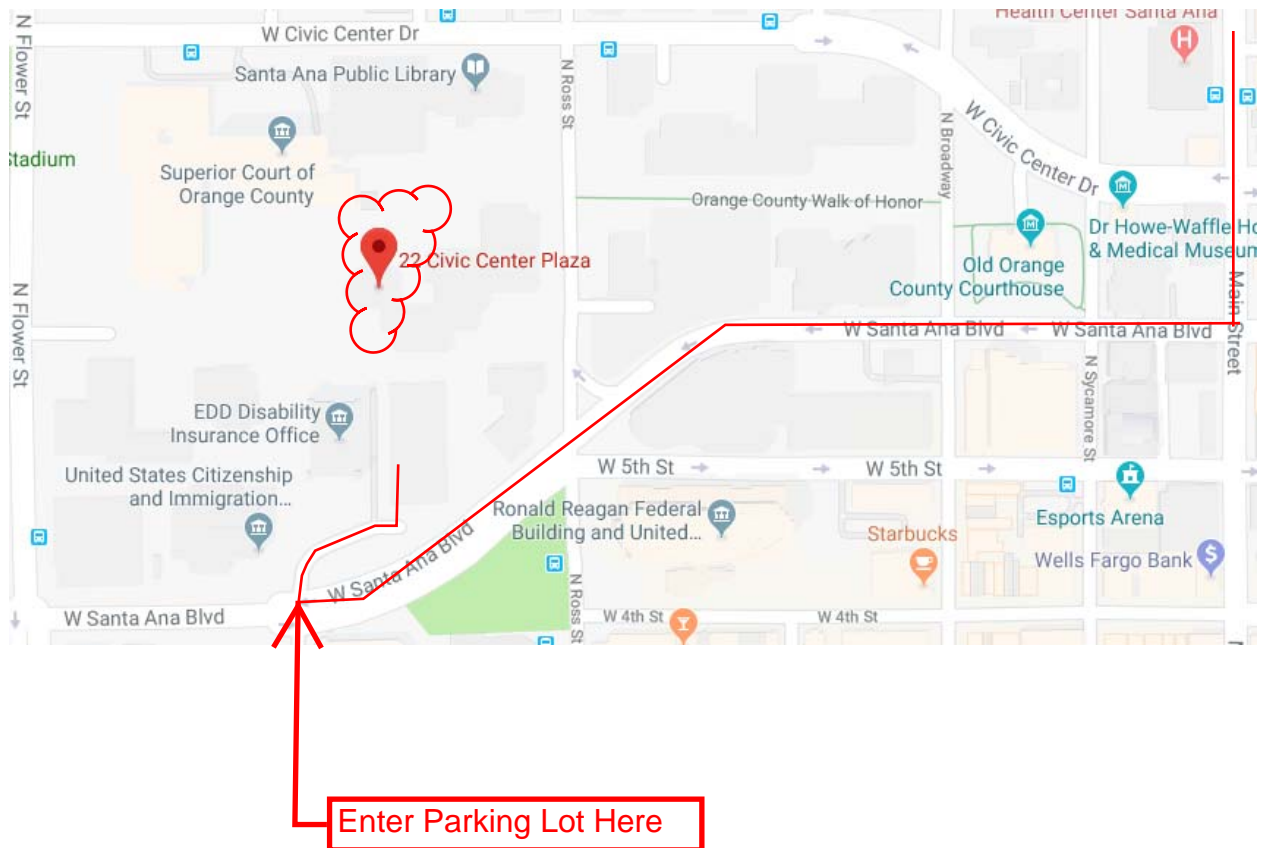 N Flower St
W Civic Center Dr
Health Center Santa Ana
Santa Ana Public Library
N Ross St
N Broadway
W Civic Center Dr
Stadium
Superior Court of
Orange County
Orange County Walk of Honor
Dr Howe-Waffle Ho
& Medical Museum
22 Civic Center Plaza
Old Orange
County Courthouse
N Flower St
Main Street
W Santa Ana Blvd
W Santa Ana Blvd
N Sycamore St
EDD Disability
Insurance Office
United States Citizenship
and Immigration...
W 5th St
W 5th St
Ronald Reagan Federal
Building and United...
Starbucks
Esports Arena
Wells Fargo Bank
W Santa Ana Blvd
N Ross St
W Santa Ana Blvd
W 4th St
W 4th St
Enter Parking Lot Here